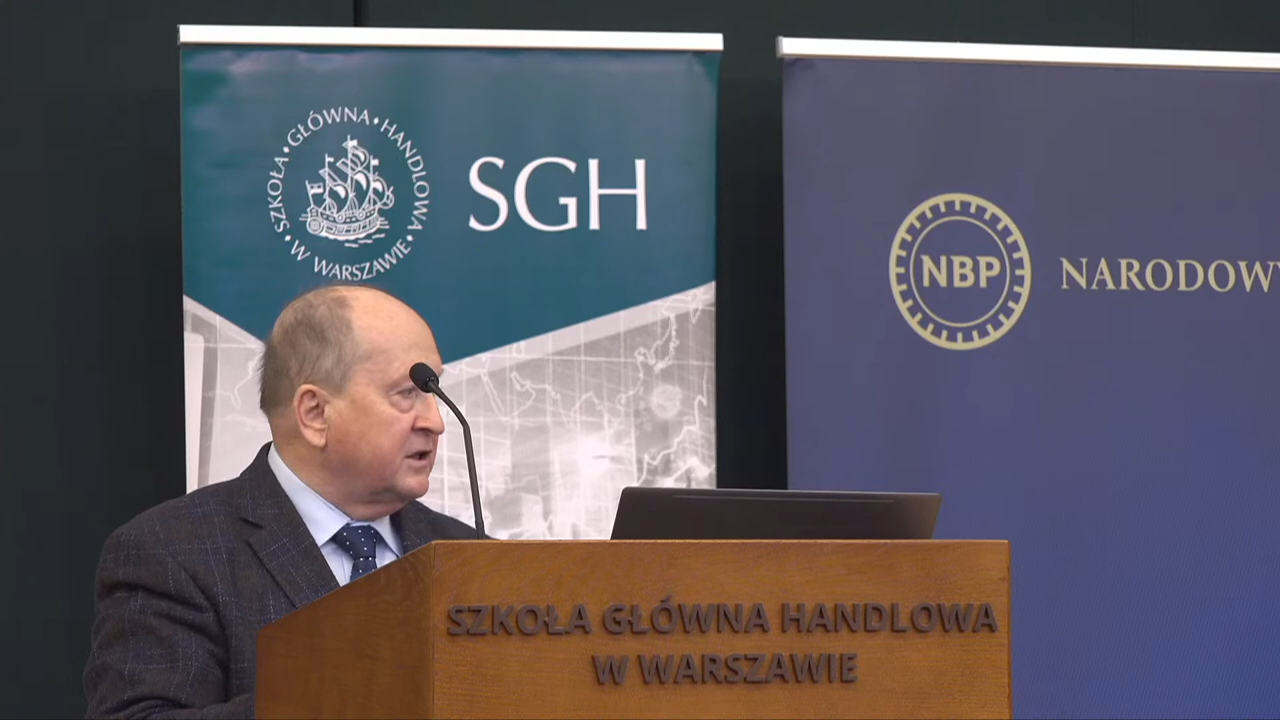 SZKOŁA • GŁÓWNA • HANDLOWA • W WARSZAWIE •
SGH
NBP
NARODOWY
SZKOŁA GŁÓWNA HANDLOWA
W WARSZAWIE